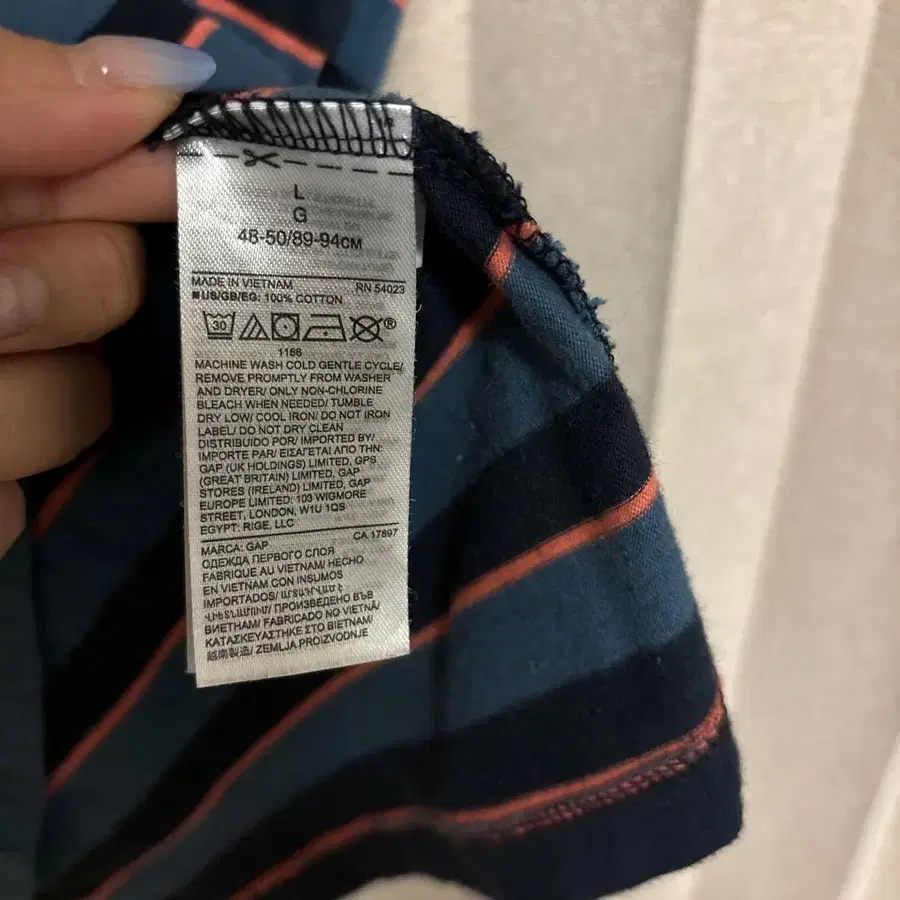 L
G
48-50/89-94CM
MADE IN VIETNAM RN 54023
■US/GB/EG: 100% COTTON
30 ®
1166
MACHINE WASH COLD GENTLE CYCLE/
REMOVE PROMPTLY FROM WASHER
AND DRYER/ ONLY NON-CHLORINE
BLEACH WHEN NEEDED/ TUMBLE
DRY LOW/ COOL IRON/ DO NOT IRON
LABEL/ DO NOT DRY CLEAN
DISTRIBUIDO POR/ IMPORTED BY/
IMPORTE PAR/ ΕΙΣΑΓΕΤΑΙ ΑΠΟ ΤΗΝ:
GAP (UK HOLDINGS) LIMITED, GPS
(GREAT BRITAIN) LIMITED, GAP
STORES (IRELAND) LIMITED, GAP
EUROPE LIMITED: 103 WIGMORE
STREET, LONDON, W1U 1QS
EGYPT: RIGE, LLC
CA 17897
MARCA: GAP
ОДЕЖДА ПЕРВОГО СЛОЯ
FABRIQUE AU VIETNAM/ HECHO
EN VIETNAM CON INSUMOS
IMPORTADOS/ ПРОИЗВЕДЕНО ВЪВ
ВИЕТНАМ/ FABRICADO NO VIETNÃ/
ΚΑΤΑΣΚΕΥΑΣΤΗΚΕ ΣΤΟ ΒΙΕΤΝΑΜ/
越南製造/ ZEMLJA PROIZVODNJE